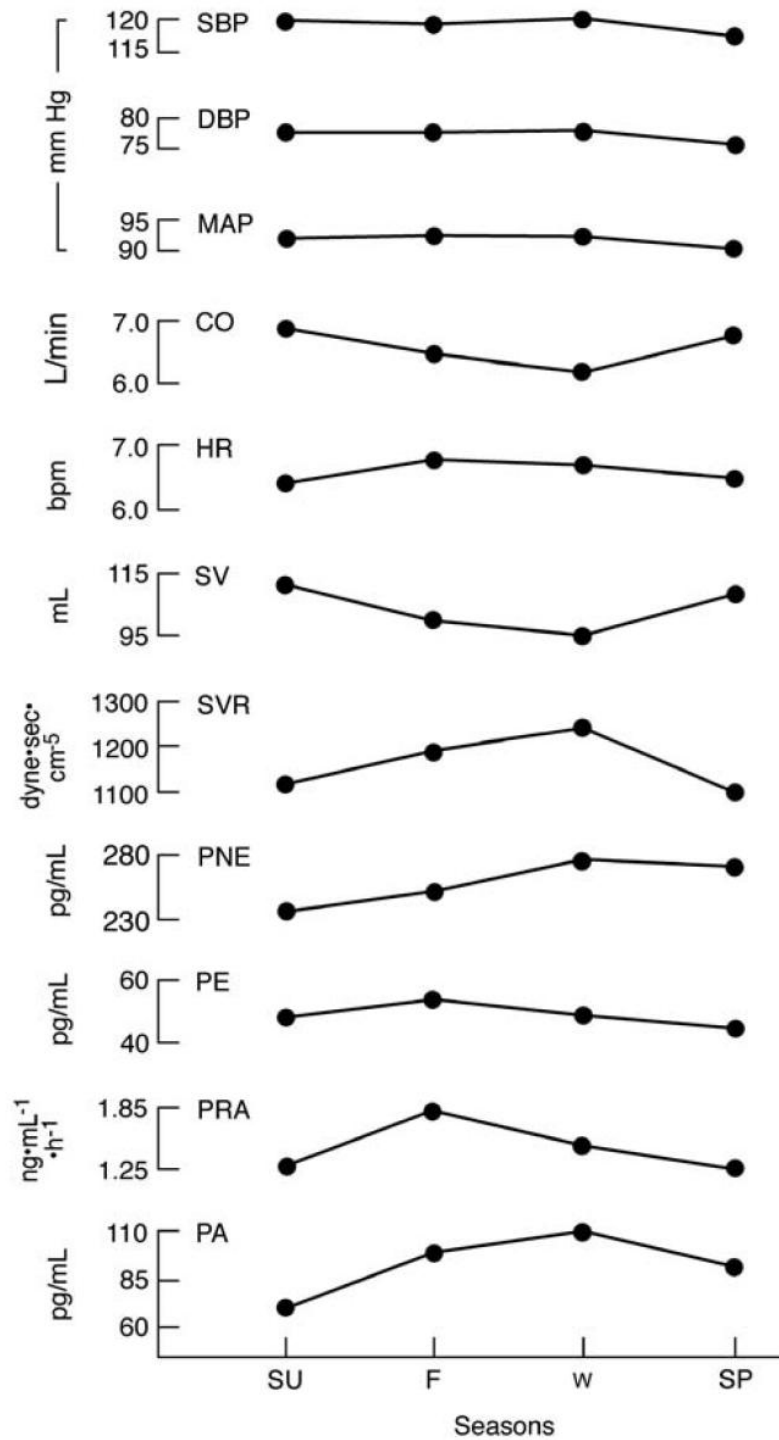 120 SBP
115
80 DBP
75
mm Hg
95 MAP
90
7.0 CO
6.0
L/min
7.0 HR
6.0
bpm
115 SV
95
mL
1300 SVR
1200
1100
dyne•sec•
cm-5
280 PNE
230
pg/mL
60 PE
40
pg/mL
1.85 PRA
1.25
ng•mL-1
•h-1
110 PA
85
60
pg/mL
SU F W SP
Seasons